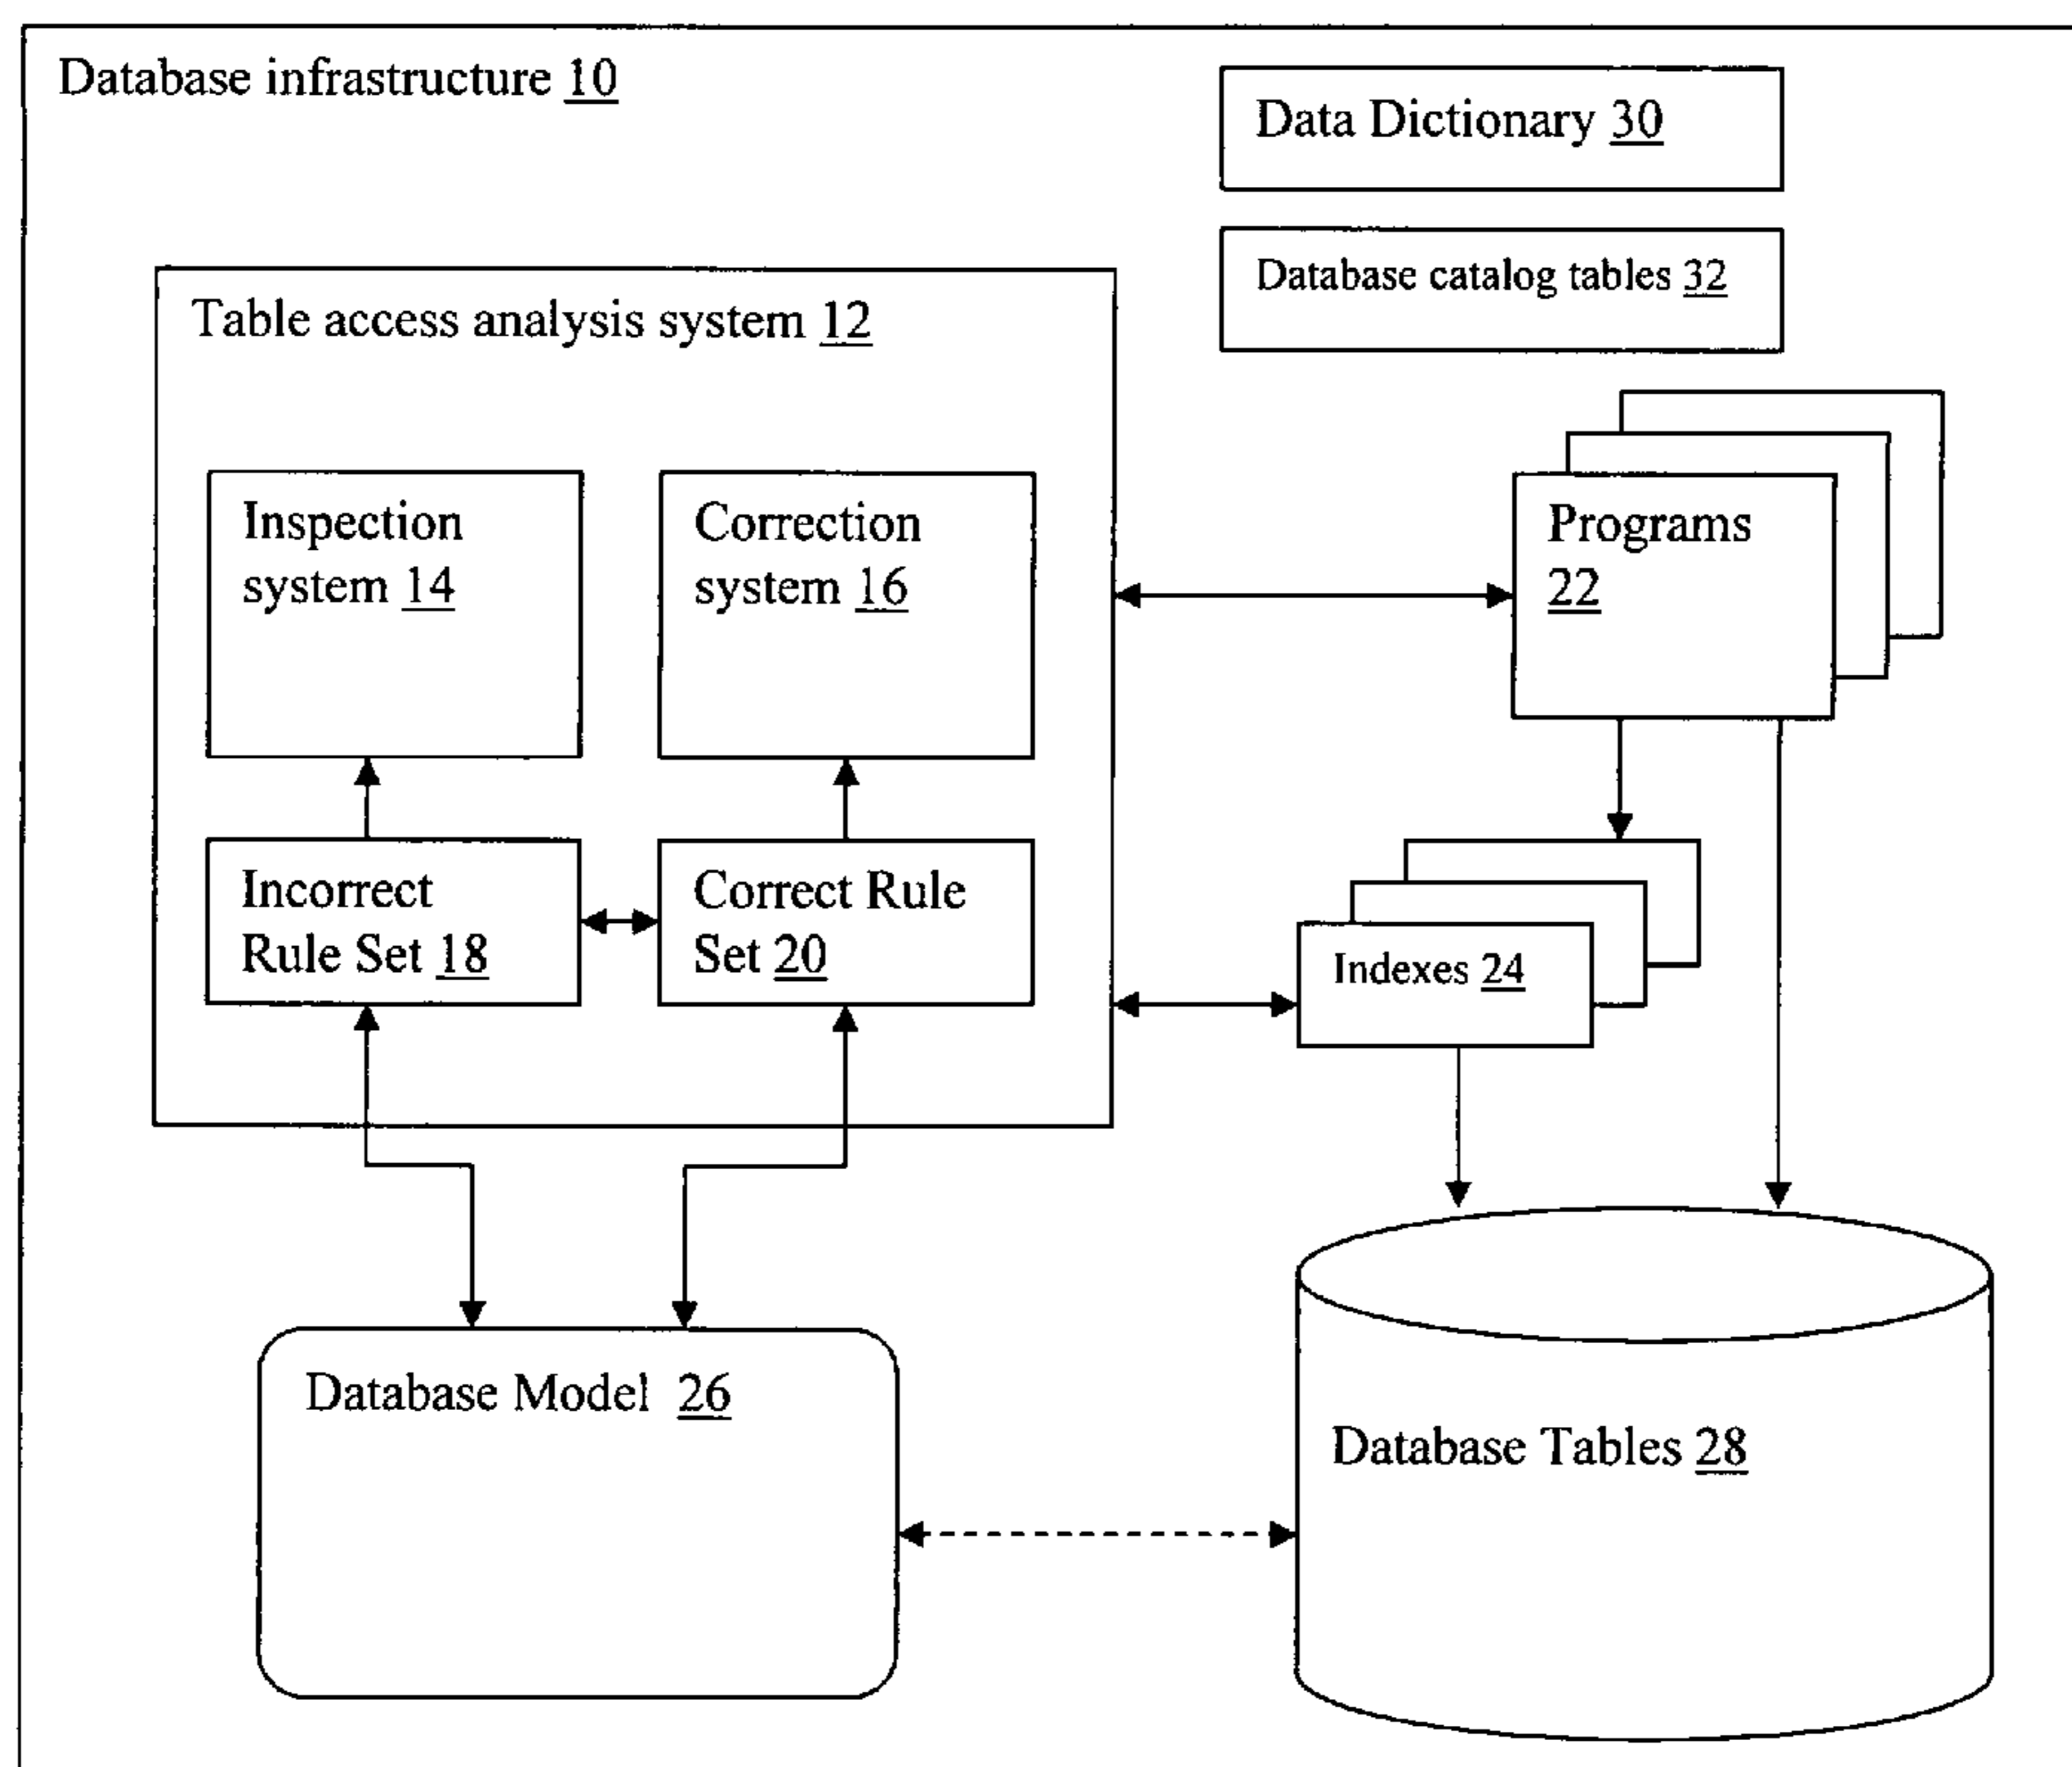 Database infrastructure 10
Data Dictionary 30
Database catalog tables 32
Table access analysis system 12
Inspection
system 14
Correction
system 16
Programs
22
Incorrect
Rule Set 18
Correct Rule
Set 20
Indexes 24
Database Model 26
Database Tables 28